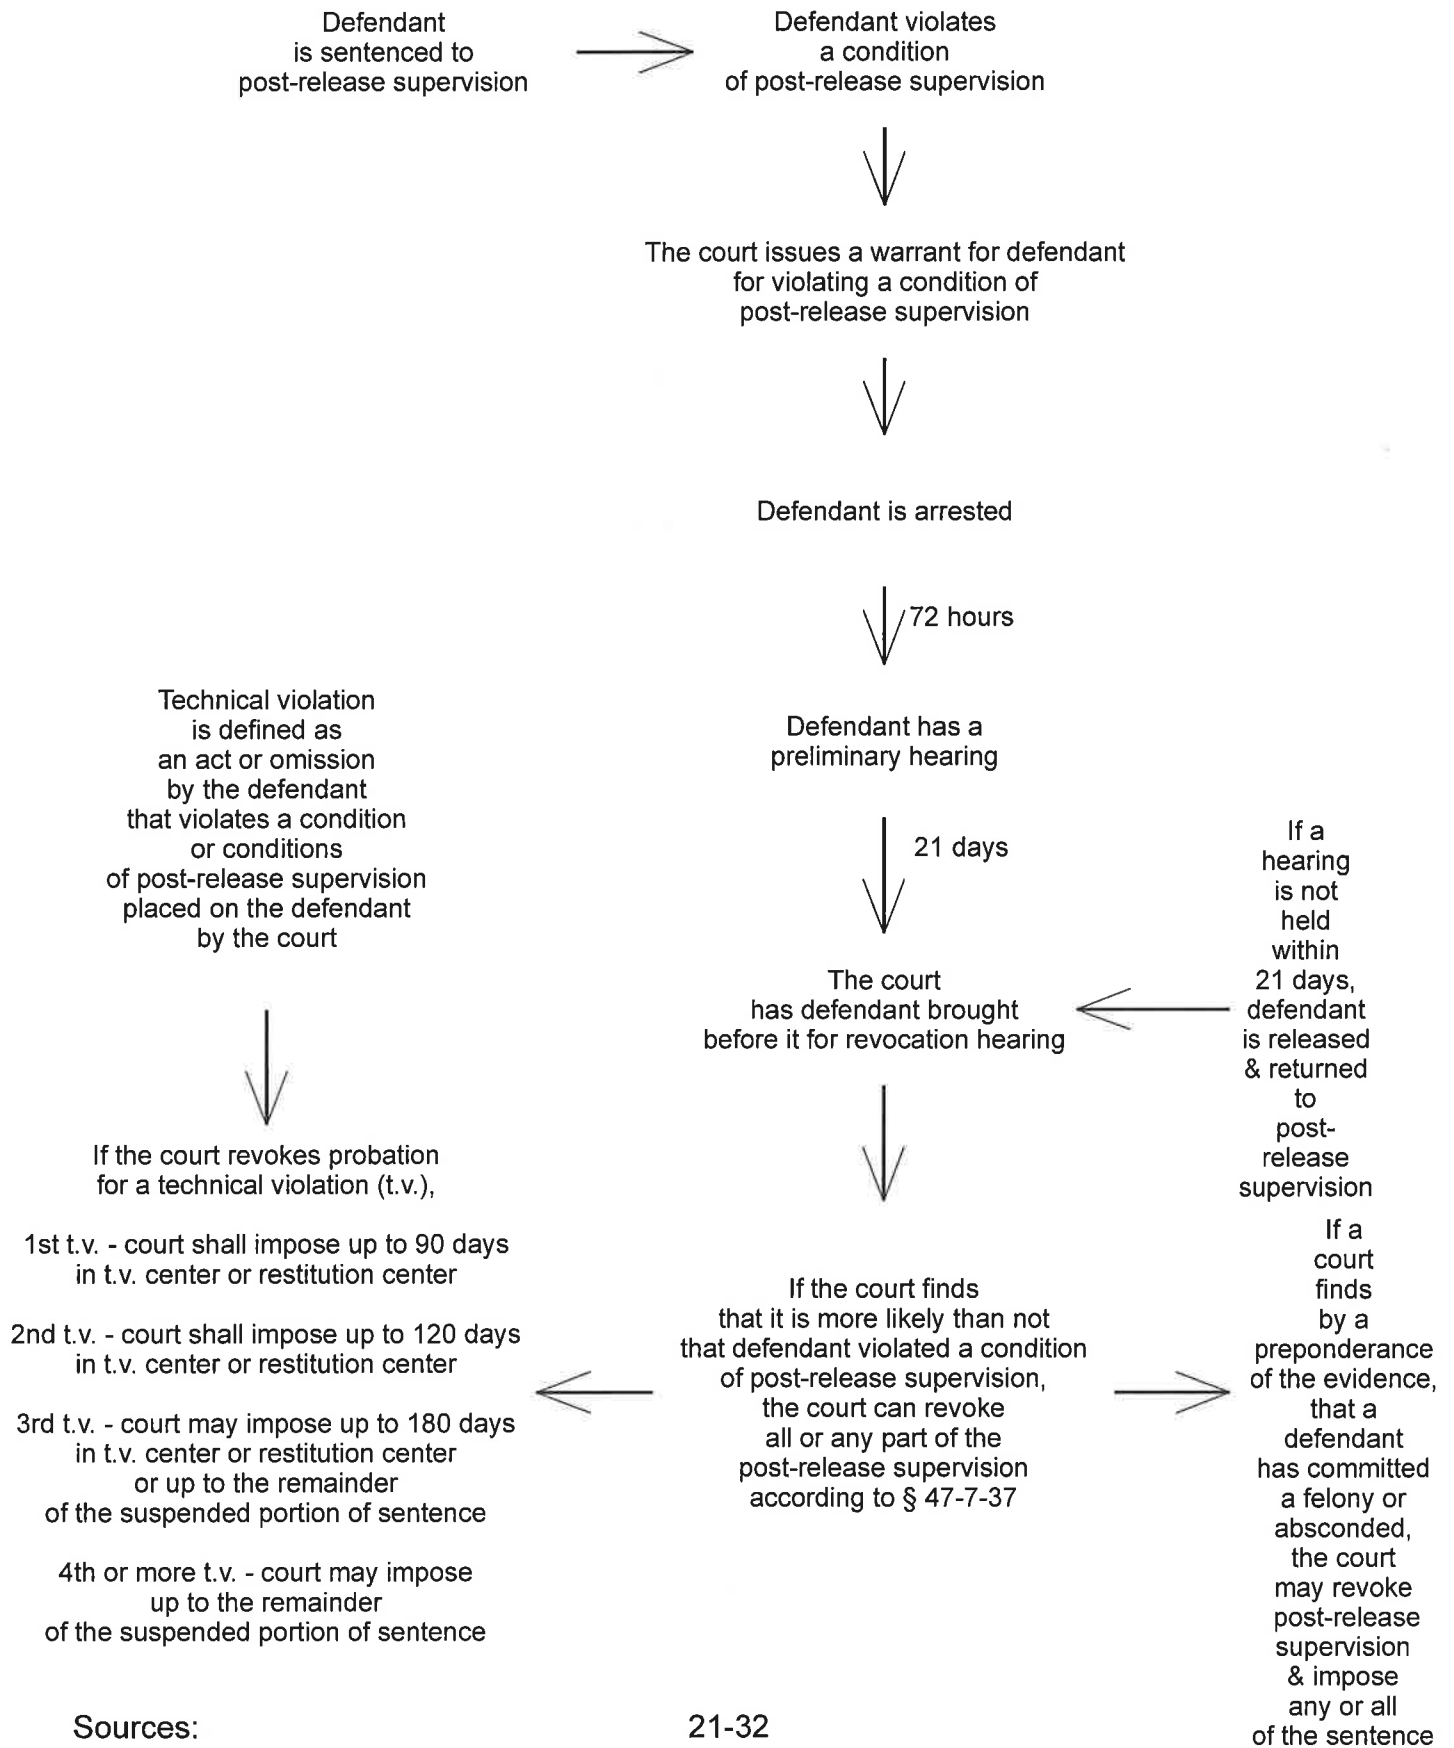 Defendant
is sentenced to
post-release supervision
Defendant violates
a condition
of post-release supervision
The court issues a warrant for defendant
for violating a condition of
post-release supervision
Defendant is arrested
72 hours
Defendant has a
preliminary hearing
21 days
The court
has defendant brought
before it for revocation hearing
If a
hearing
is not
held
within
21 days,
defendant
is released
& returned
to
post-
release
supervision
If the court finds
that it is more likely than not
that defendant violated a condition
of post-release supervision,
the court can revoke
all or any part of the
post-release supervision
according to § 47-7-37
If a
court
finds
by a
preponderance
of the evidence,
that a
defendant
has committed
a felony or
absconded,
the court
may revoke
post-release
supervision
& impose
any or all
of the sentence
Technical violation
is defined as
an act or omission
by the defendant
that violates a condition
or conditions
of post-release supervision
placed on the defendant
by the court
If the court revokes probation
for a technical violation (t.v.),
1st t.v. - court shall impose up to 90 days
in t.v. center or restitution center
2nd t.v. - court shall impose up to 120 days
in t.v. center or restitution center
3rd t.v. - court may impose up to 180 days
in t.v. center or restitution center
or up to the remainder
of the suspended portion of sentence
4th or more t.v. - court may impose
up to the remainder
of the suspended portion of sentence
Sources:
21-32